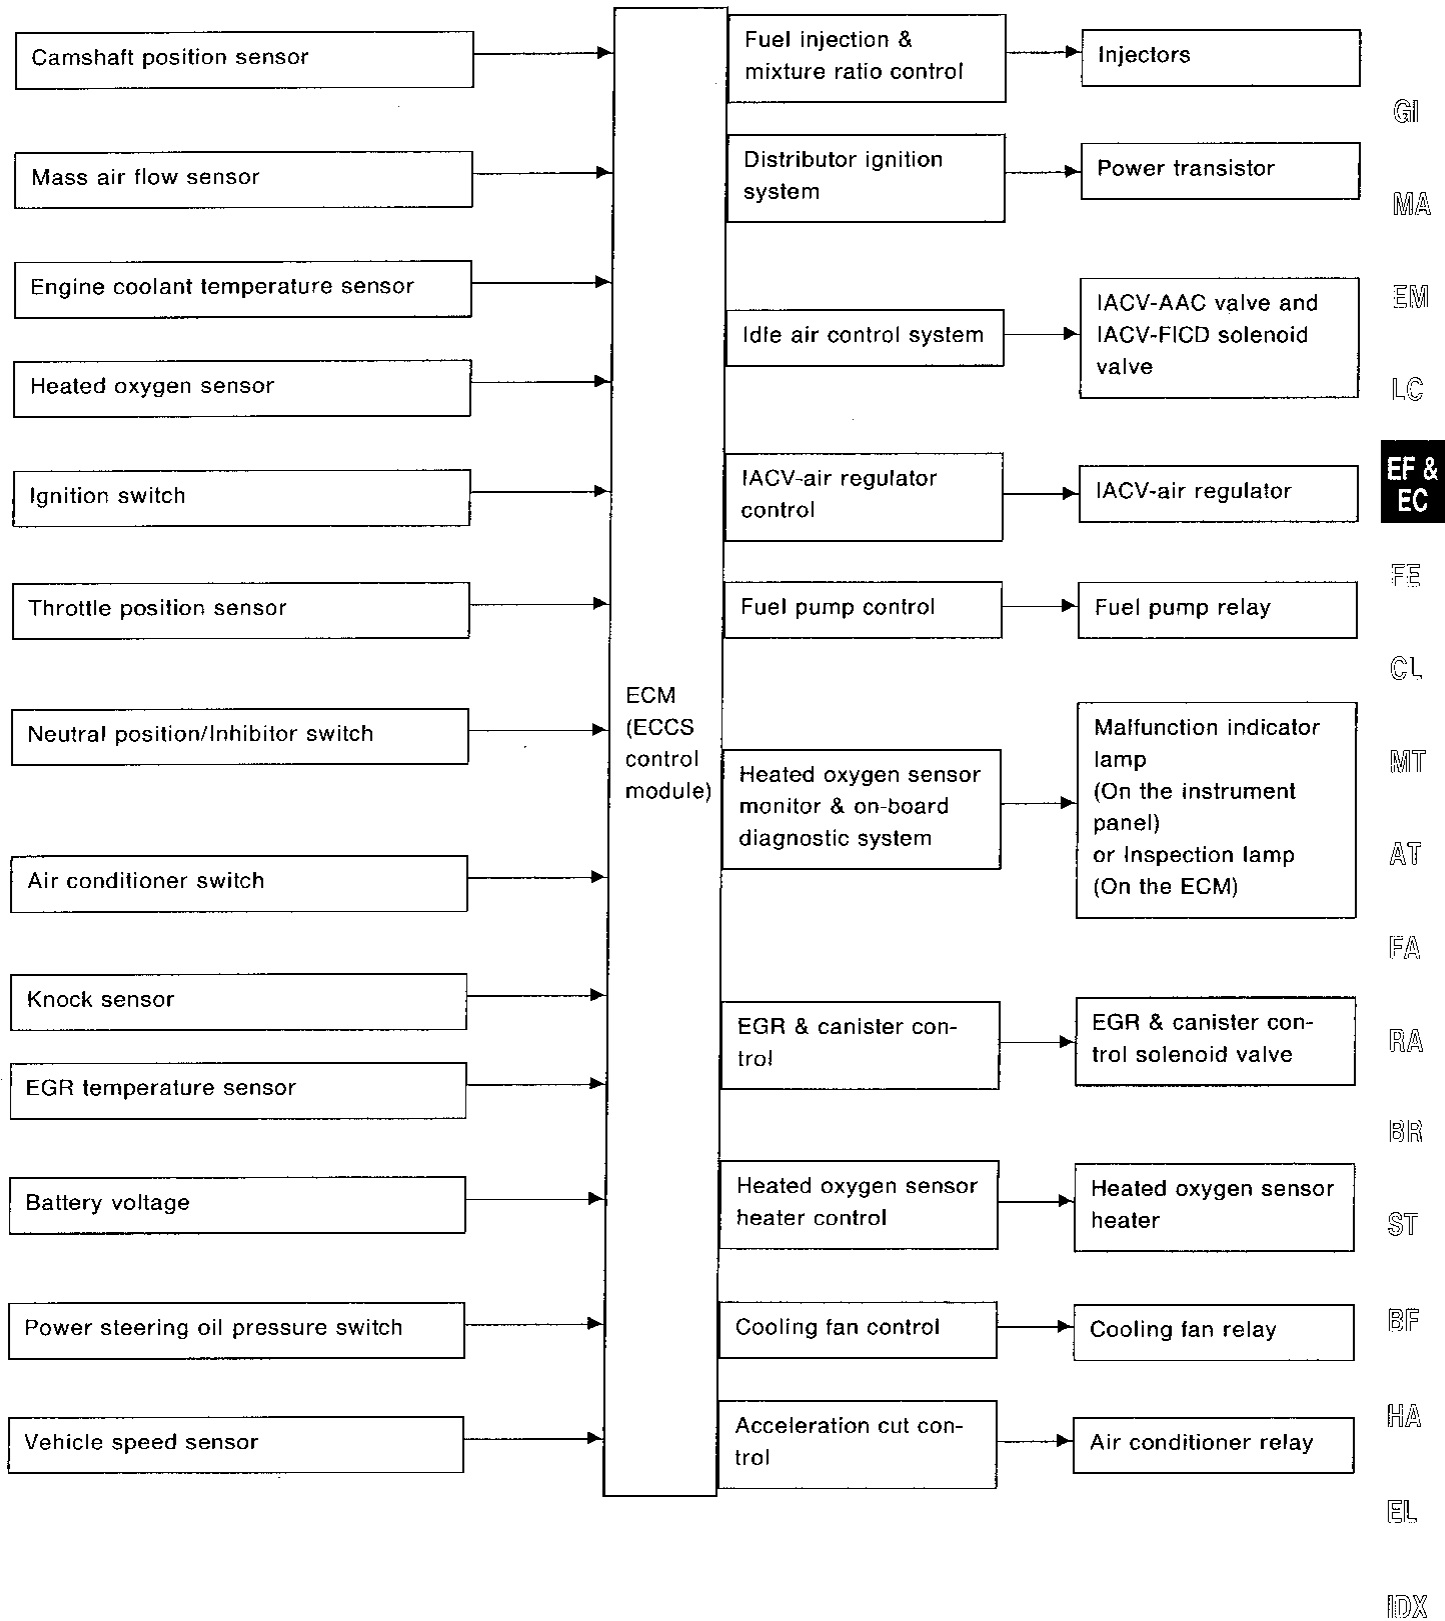 Camshaft position sensor
Mass air flow sensor
Engine coolant temperature sensor
Heated oxygen sensor
Ignition switch
Throttle position sensor
Neutral position/Inhibitor switch
Air conditioner switch
Knock sensor
EGR temperature sensor
Battery voltage
Power steering oil pressure switch
Vehicle speed sensor
ECM
(ECCS
control
module)
Fuel injection &
mixture ratio control
Distributor ignition
system
Idle air control system
IACV-air regulator
control
Fuel pump control
Heated oxygen sensor
monitor & on-board
diagnostic system
EGR & canister con-
trol
Heated oxygen sensor
heater control
Cooling fan control
Acceleration cut con-
trol
Injectors
Power transistor
IACV-AAC valve and
IACV-FICD solenoid
valve
IACV-air regulator
Fuel pump relay
Malfunction indicator
lamp
(On the instrument
panel)
or Inspection lamp
(On the ECM)
EGR & canister con-
trol solenoid valve
Heated oxygen sensor
heater
Cooling fan relay
Air conditioner relay
GI
MA
EM
LC
EF &
EC
FE
CL
MT
AT
FA
RA
BR
ST
BF
HA
EL
IDX